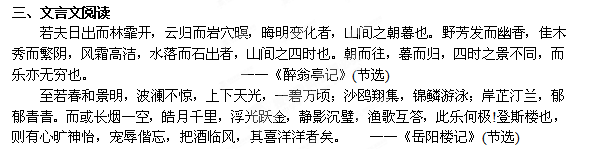 三、文言文阅读
若夫日出而林霏开，云归而岩穴暝，晦明变化者，山间之朝暮也。野芳发而幽香，佳木
秀而繁阴，风霜高洁，水落而石出者，山间之四时也。朝而往，暮而归，四时之景不同，而
乐亦无穷也。 ——《醉翁亭记》(节选)
至若春和景明，波澜不惊，上下天光，一碧万顷；沙鸥翔集，锦鳞游泳；岸芷汀兰，郁
郁青青。而或长烟一空，皓月千里，浮光跃金，静影沉璧，渔歌互答，此乐何极!登斯楼也，
则有心旷神怡，宠辱偕忘，把酒临风，其喜洋洋者矣。 ——《岳阳楼记》(节选)